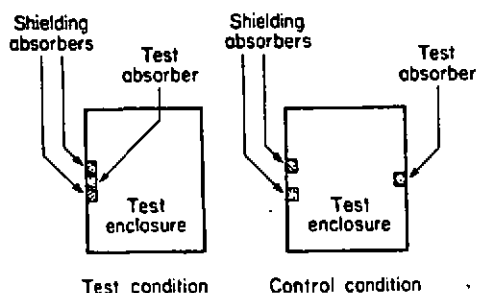 Shielding
absorbers
Test
absorber
Test
enclosure
Test condition
Shielding
absorbers
Test
absorber
Test
enclosure
Control condition